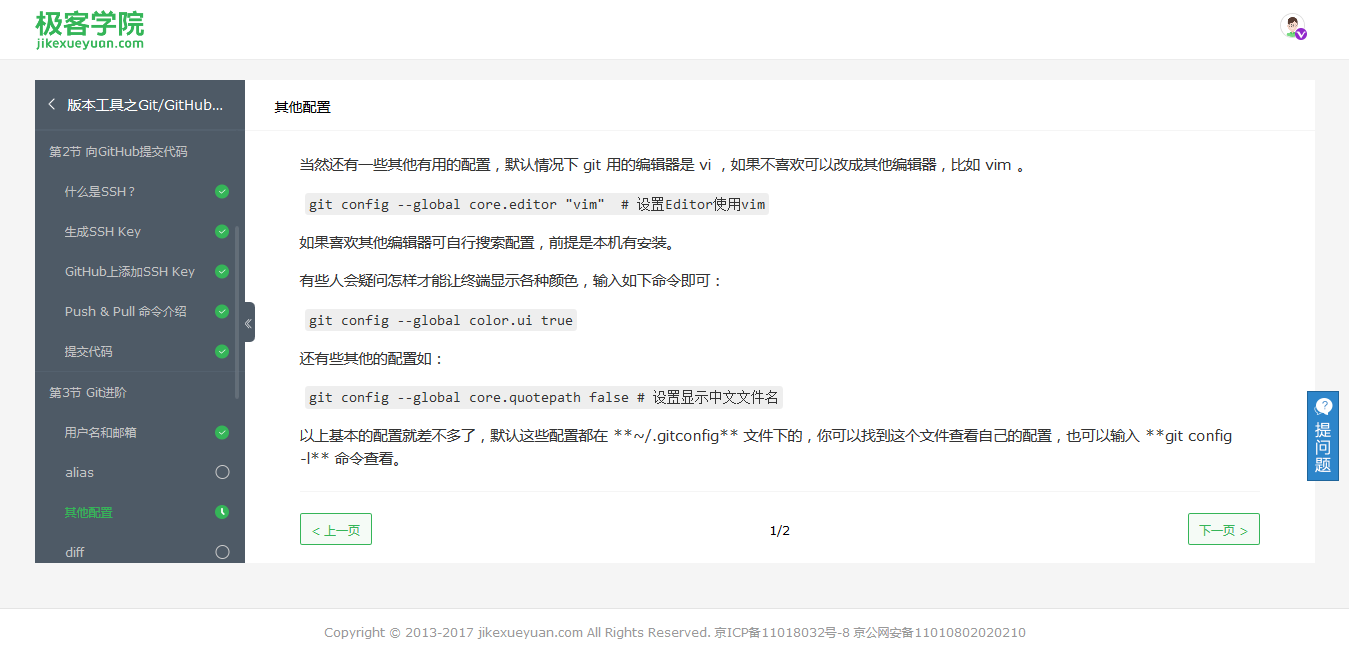 极客学院
jikexueyuan.com
版本工具之Git/GitHub...
第2节 向GitHub提交代码
什么是SSH？
生成SSH Key
GitHub上添加SSH Key
Push & Pull 命令介绍
提交代码
第3节 Git进阶
用户名和邮箱
alias
其他配置
diff
其他配置
当然还有一些其他有用的配置，默认情况下 git 用的编辑器是 vi ，如果不喜欢可以改成其他编辑器，比如 vim 。
git config --global core.editor "vim"  # 设置Editor使用vim
如果喜欢其他编辑器可自行搜索配置，前提是本机有安装。
有些人会疑问怎样才能让终端显示各种颜色，输入如下命令即可：
git config --global color.ui true
还有些其他的配置如：
git config --global core.quotepath false # 设置显示中文文件名
以上基本的配置就差不多了，默认这些配置都在 **~/.gitconfig** 文件下的，你可以找到这个文件查看自己的配置，也可以输入 **git config
-l** 命令查看。
< 上一页
1/2
下一页 >
提问题
Copyright © 2013-2017 jikexueyuan.com All Rights Reserved. 京ICP备11018032号-8 京公网安备11010802020210